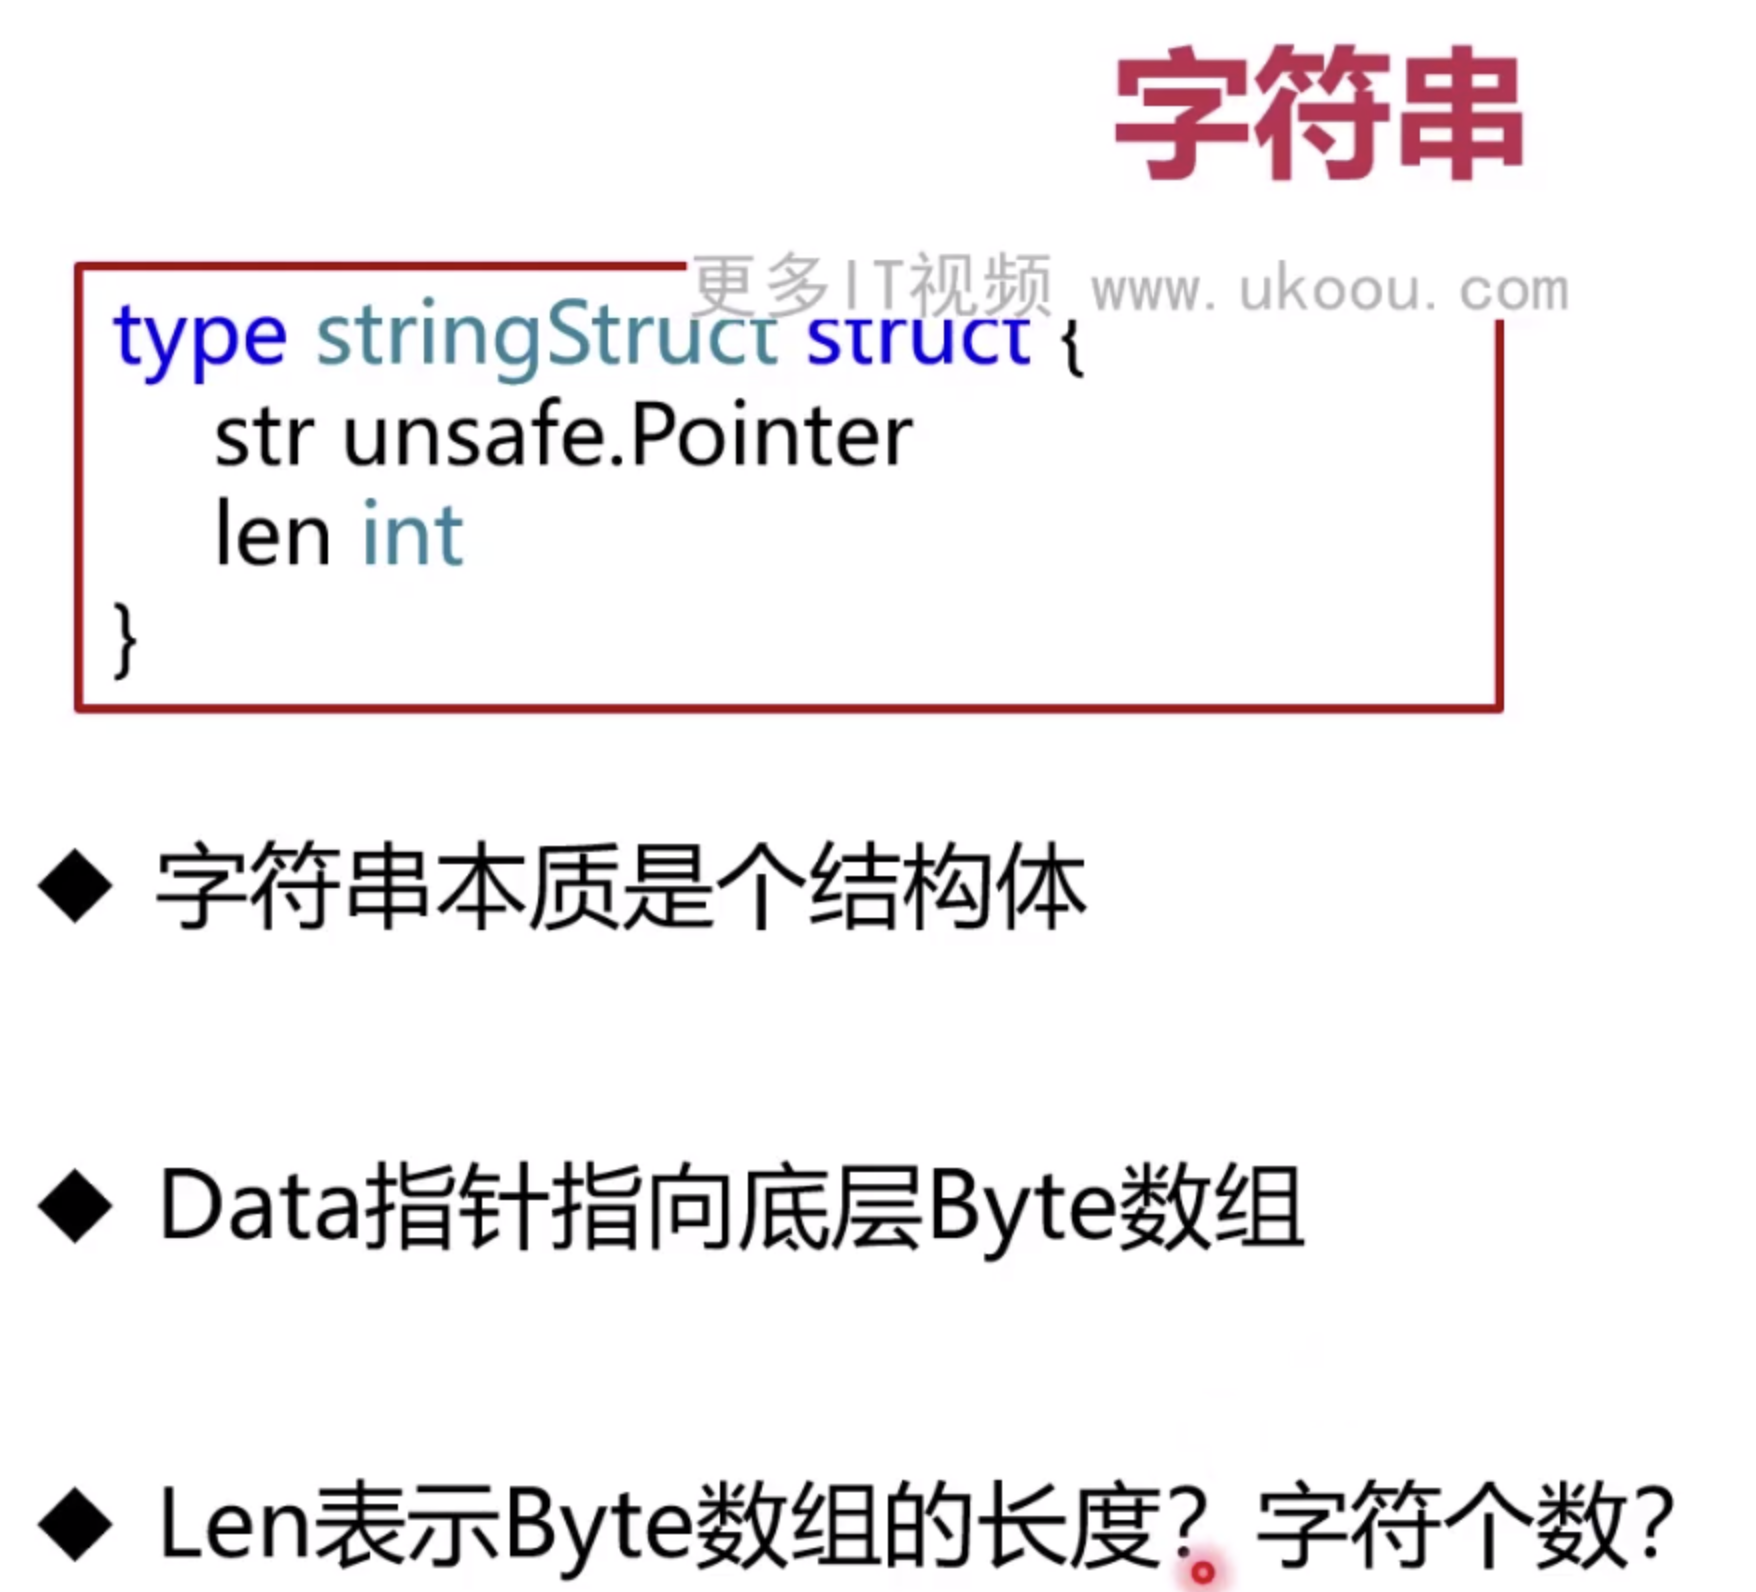 字符串
更多IT视频 www.ukoou.com
type stringStruct struct {
str unsafe.Pointer
len int
}
◆ 字符串本质是个结构体
◆ Data指针指向底层Byte数组
◆ Len表示Byte数组的长度？字符个数？